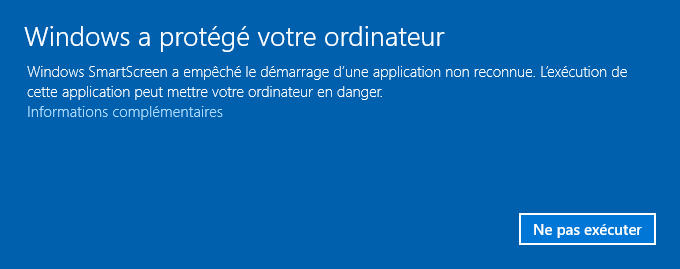 Windows a protégé votre ordinateur
Windows SmartScreen a empêché le démarrage d'une application non reconnue. L'exécution de
cette application peut mettre votre ordinateur en danger.
Informations complémentaires
Ne pas exécuter